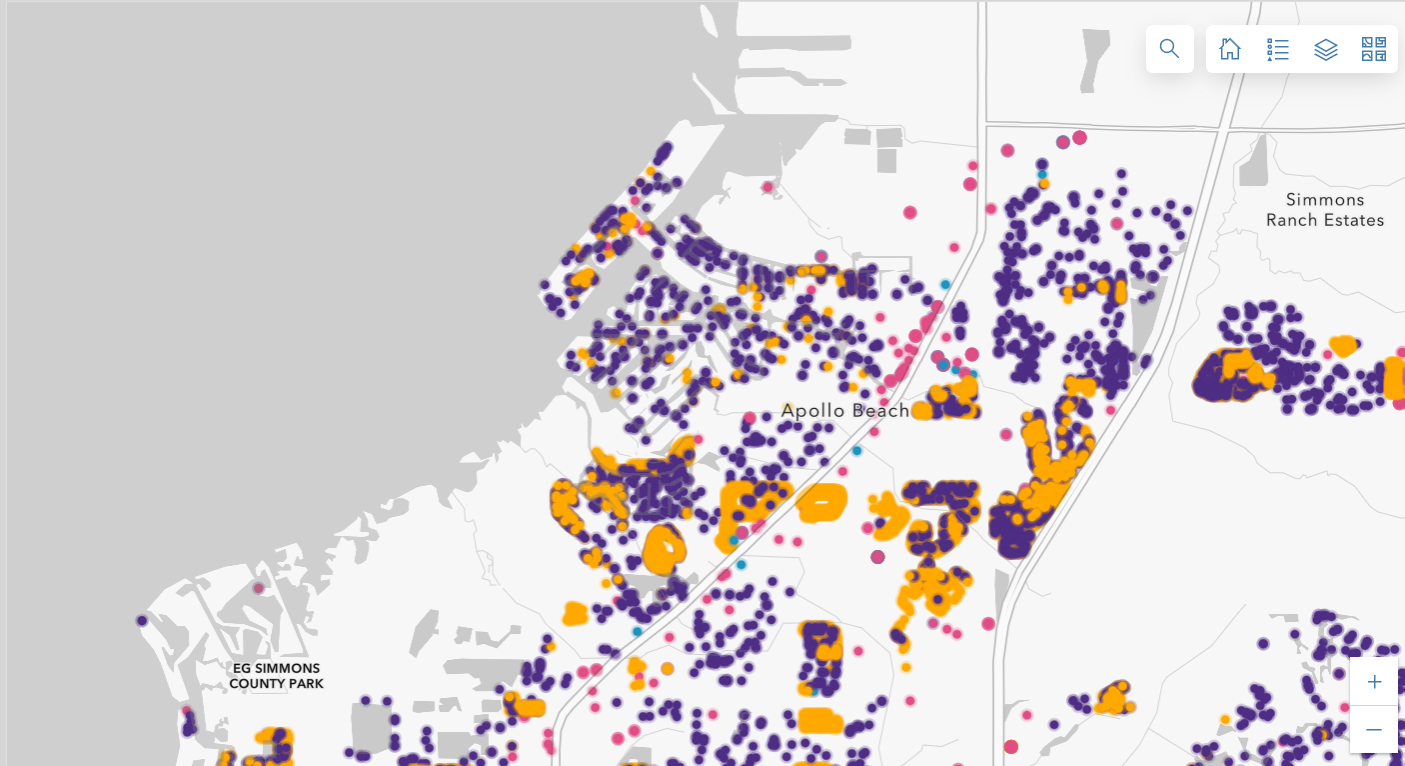 Simmons
Ranch Estates
Apollo Beach
EG SIMMONS
COUNTY PARK